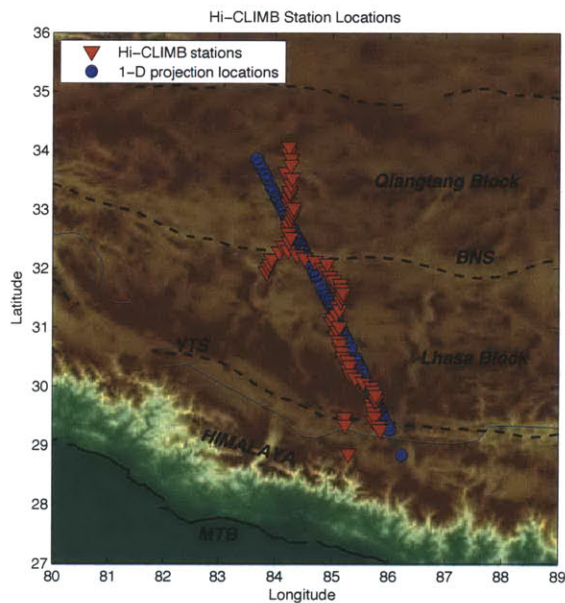 Hi-CLIMB Station Locations
Hi-CLIMB stations
1-D projection locations
Latitude
36
35
34
33
32
31
30
29
28
27
Qiangtang Block
BNS
Lhasa Block
YTS
HIMALAYA
MTB
80 81 82 83 84 85 86 87 88 89
Longitude